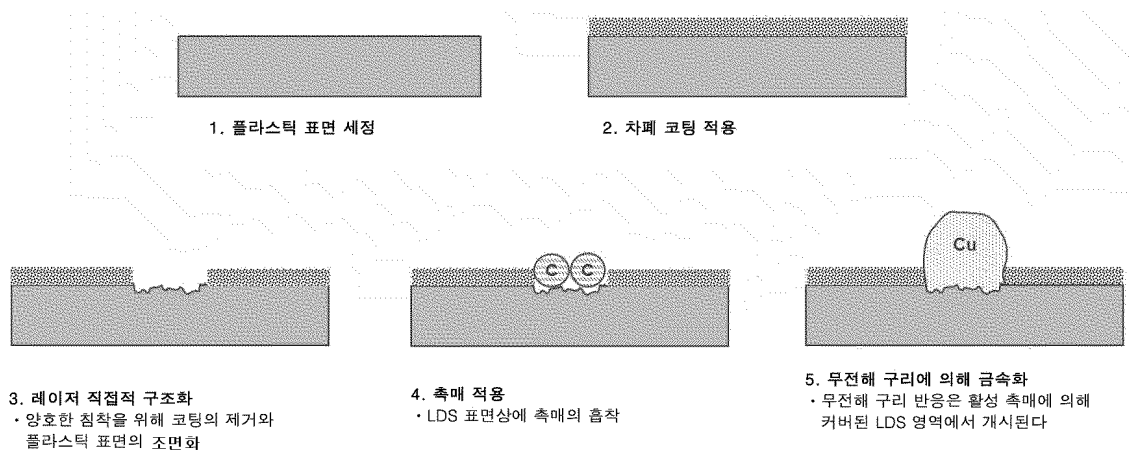 1. 플라스틱 표면 세정
2. 차폐 코팅 적용
C C
Cu
3. 레이저 직접적 구조화
· 양호한 침착을 위해 코팅의 제거와
플라스틱 표면의 조면화
4. 촉매 적용
· LDS 표면상에 촉매의 흡착
5. 무전해 구리에 의해 금속화
· 무전해 구리 반응은 활성 촉매에 의해
커버된 LDS 영역에서 개시된다